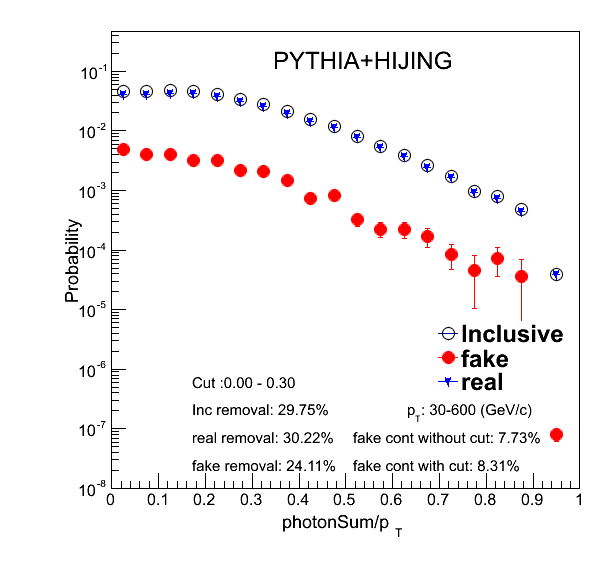 PYTHIA+HIJING
Probability
10^-1
10^-2
10^-3
10^-4
10^-5
10^-6
10^-7
10^-8
Inclusive
fake
real
Cut :0.00 - 0.30
Inc removal: 29.75% p_T: 30-600 (GeV/c)
real removal: 30.22% fake cont without cut: 7.73%
fake removal: 24.11% fake cont with cut: 8.31%
0 0.1 0.2 0.3 0.4 0.5 0.6 0.7 0.8 0.9 1
photonSum/p_T